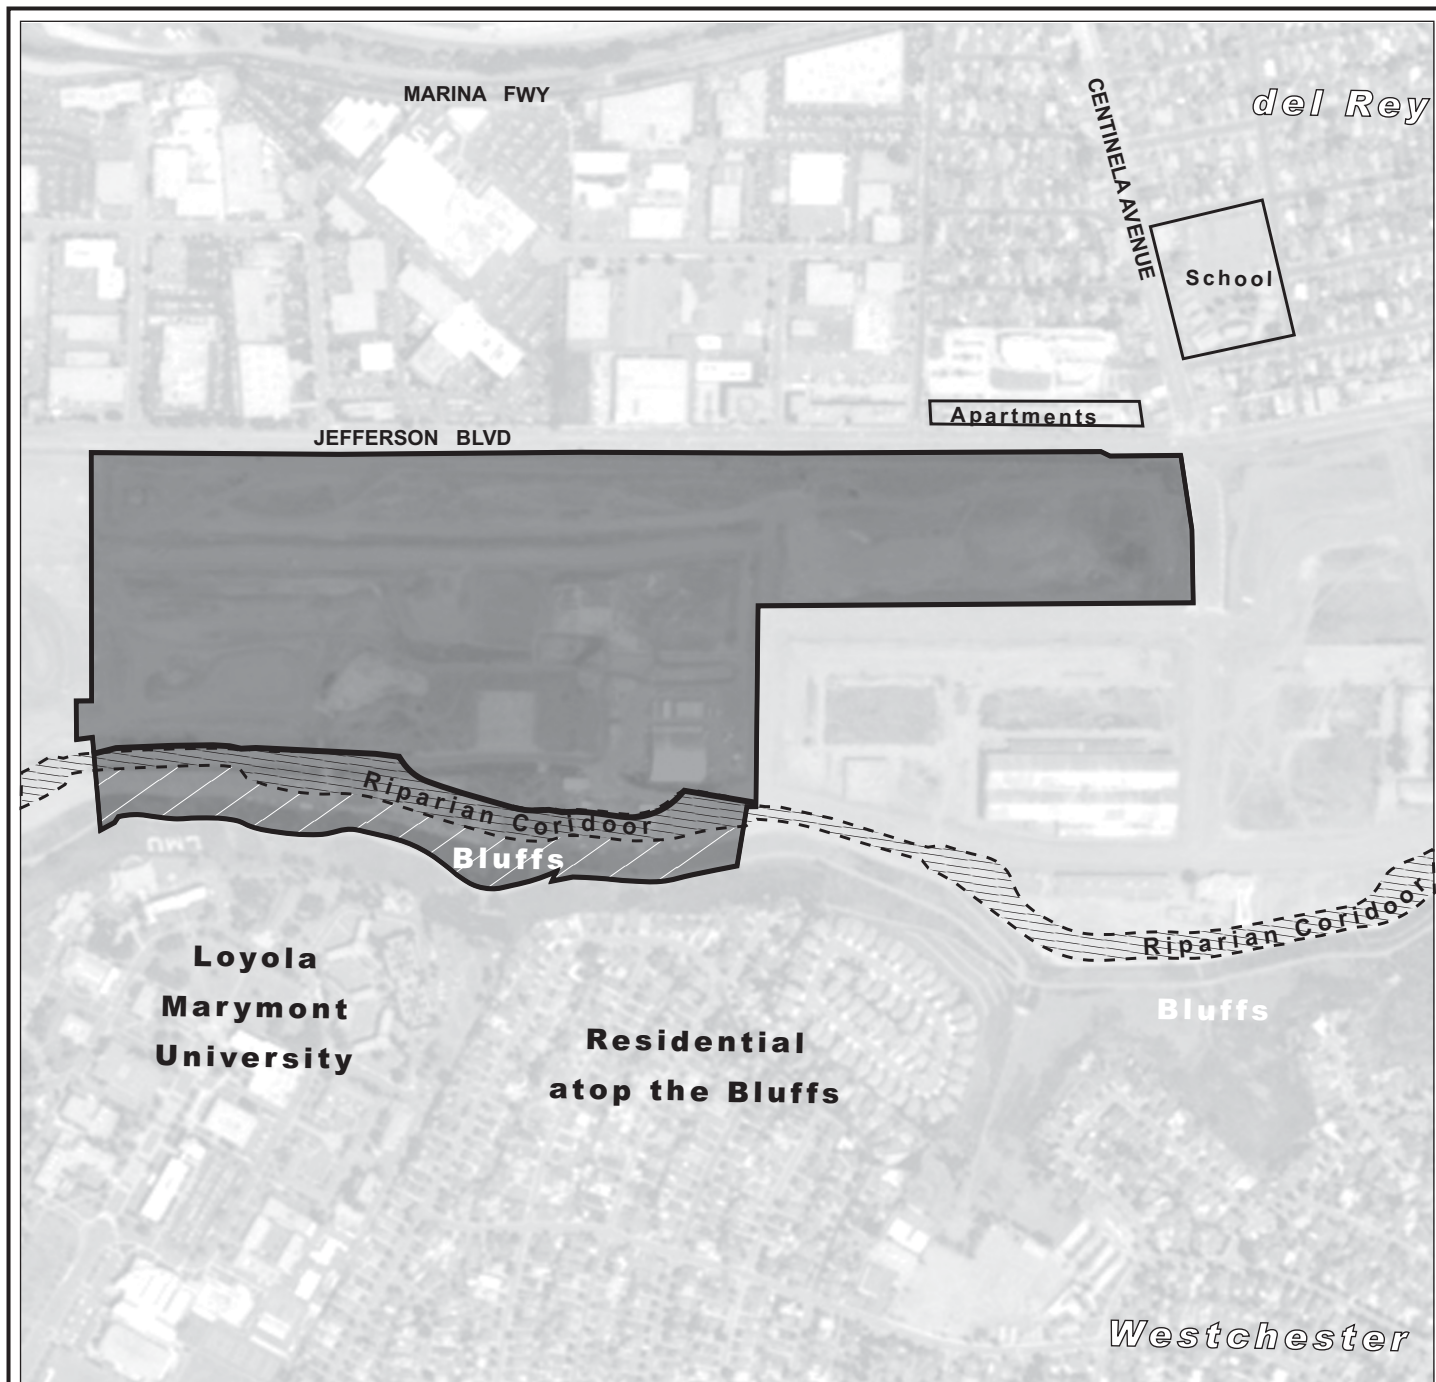 MARINA FWY
del Rey
CENTINELA AVENUE
School
Apartments
JEFFERSON BLVD
Riparian Coridoor
Bluffs
LMU
Riparian Coridoor
Loyola
Marymont
University
Bluffs
Residential
atop the Bluffs
Westchester